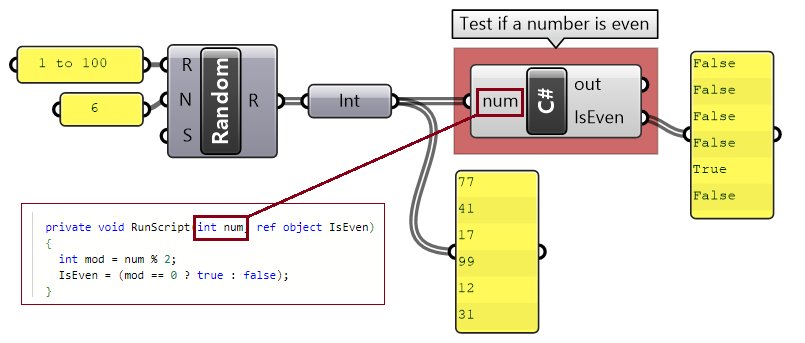 Test if a number is even
1 to 100
6
R
N
S
Random
R
Int
num
C#
out
IsEven
False
False
False
False
True
False
77
41
17
99
12
31
private void RunScript(int num, ref object IsEven)
{
int mod = num % 2;
IsEven = (mod == 0 ? true : false);
}